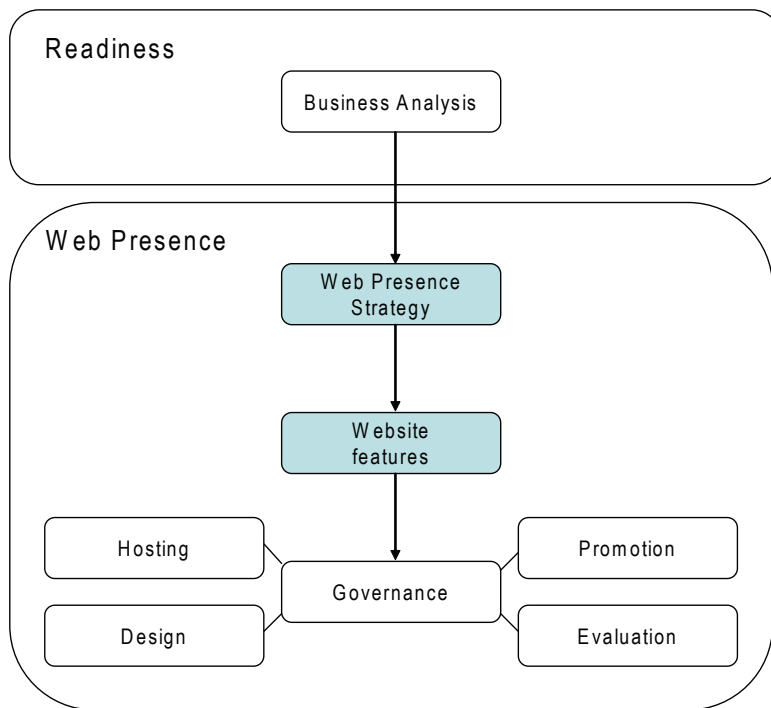 Readiness
Business Analysis
Web Presence
Web Presence
Strategy
Website
features
Hosting
Promotion
Governance
Design
Evaluation